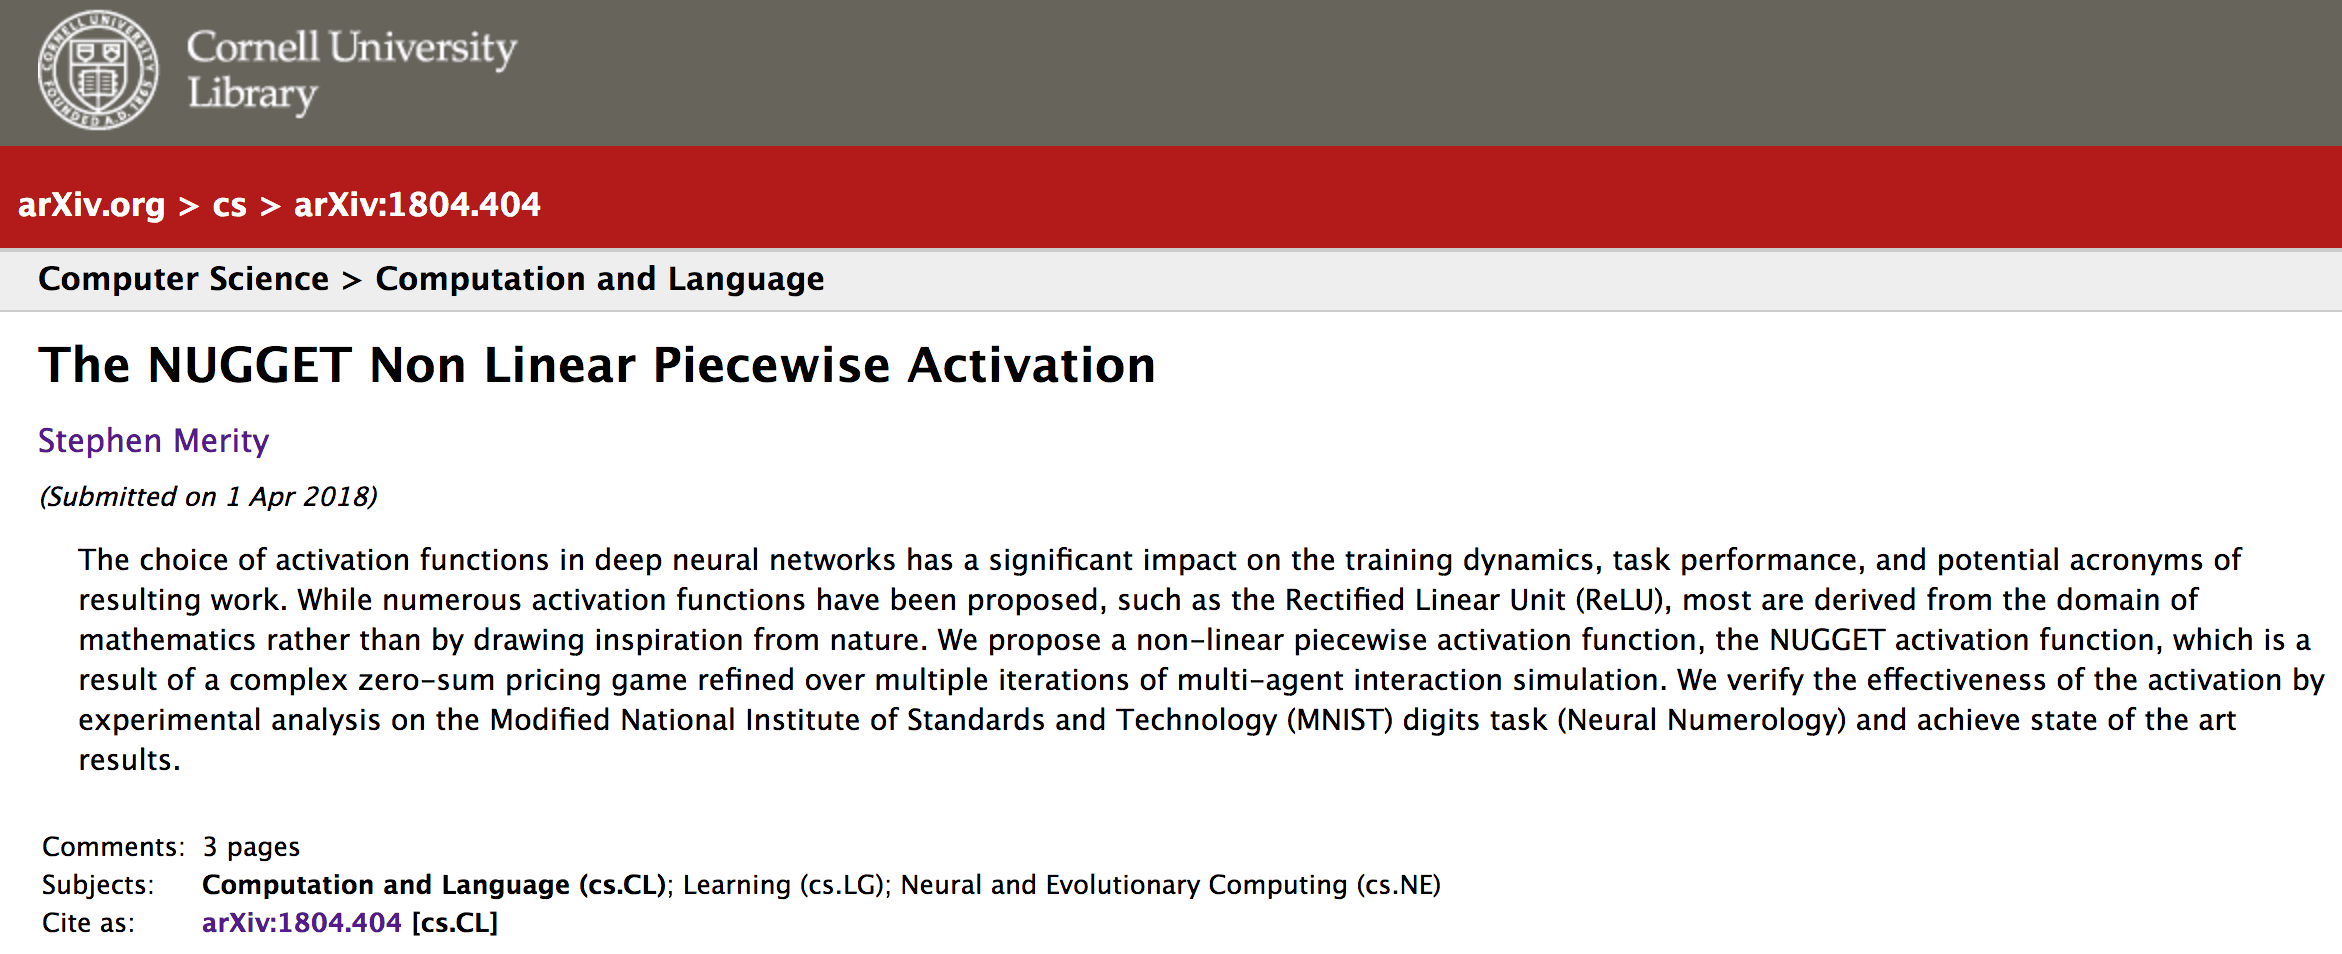 CORNELL UNIVERSITY
FOUNDED A.D. 1865
Cornell University
Library
arXiv.org > cs > arXiv:1804.404
Computer Science > Computation and Language
The NUGGET Non Linear Piecewise Activation
Stephen Merity
(Submitted on 1 Apr 2018)
The choice of activation functions in deep neural networks has a significant impact on the training dynamics, task performance, and potential acronyms of
resulting work. While numerous activation functions have been proposed, such as the Rectified Linear Unit (ReLU), most are derived from the domain of
mathematics rather than by drawing inspiration from nature. We propose a non-linear piecewise activation function, the NUGGET activation function, which is a
result of a complex zero-sum pricing game refined over multiple iterations of multi-agent interaction simulation. We verify the effectiveness of the activation by
experimental analysis on the Modified National Institute of Standards and Technology (MNIST) digits task (Neural Numerology) and achieve state of the art
results.
Comments: 3 pages
Subjects: Computation and Language (cs.CL); Learning (cs.LG); Neural and Evolutionary Computing (cs.NE)
Cite as: arXiv:1804.404 [cs.CL]